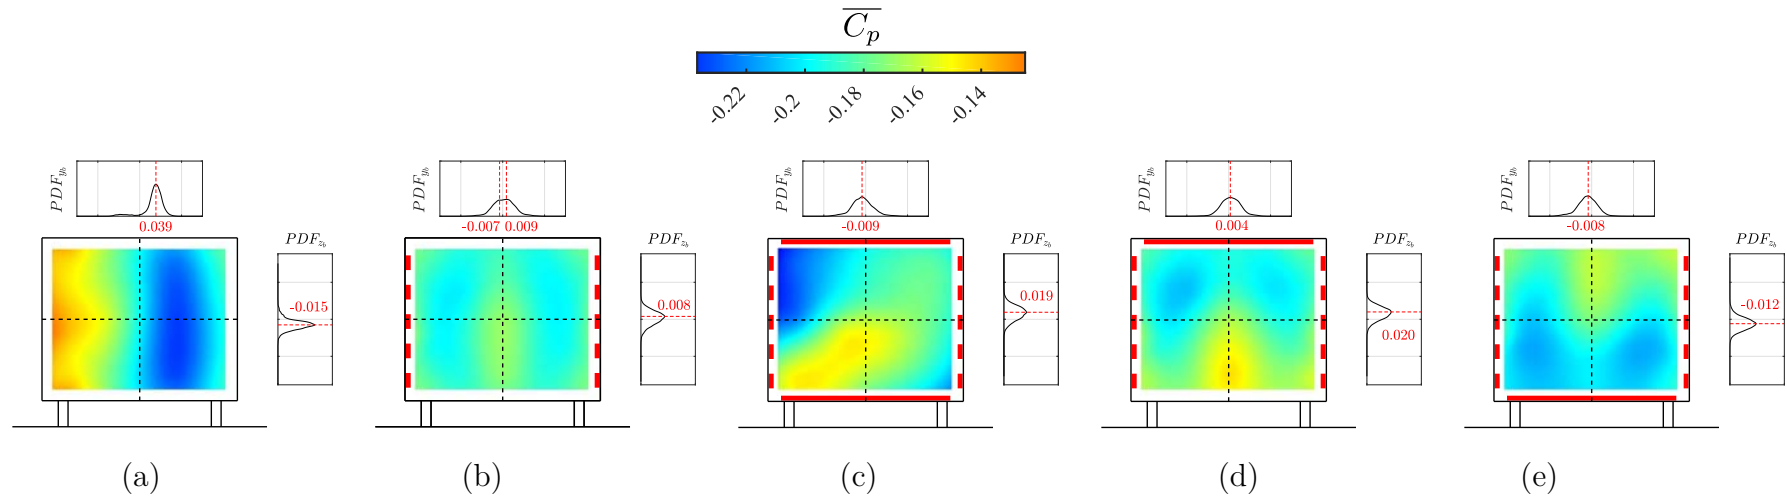 $\overline{C_p}$
-0.22 -0.2 -0.18 -0.16 -0.14
PDF_{y_b}
0.039
PDF_{z_b}
-0.015
(a)
PDF_{y_b}
-0.007 0.009
PDF_{z_b}
0.008
(b)
PDF_{y_b}
-0.009
PDF_{z_b}
0.019
(c)
PDF_{y_b}
0.004
PDF_{z_b}
0.020
(d)
PDF_{y_b}
-0.008
PDF_{z_b}
-0.012
(e)